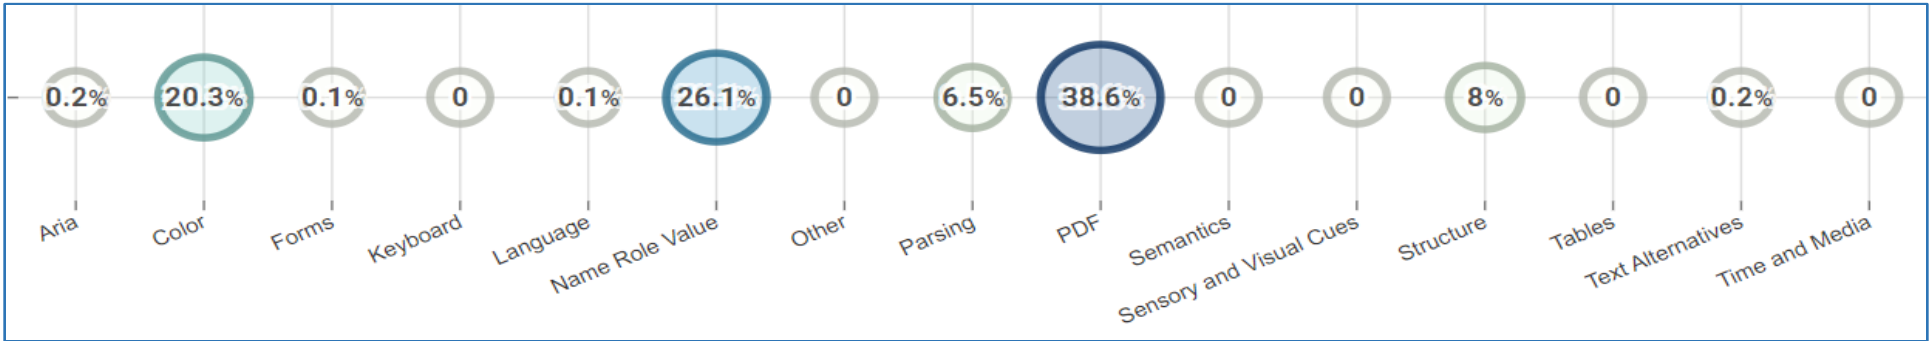 0.2% 20.3% 0.1% 0 0.1% 26.1% 0 6.5% 38.6% 0 0 8% 0 0.2% 0
Aria Color Forms Keyboard Language Name Role Value Other Parsing PDF Semantics Sensory and Visual Cues Structure Tables Text Alternatives Time and Media